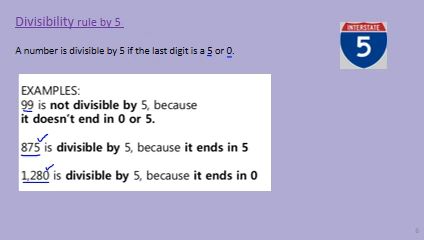 Divisibility rule by 5
A number is divisible by 5 if the last digit is a 5 or 0.
INTERSTATE
5
EXAMPLES:
99 is not divisible by 5, because
it doesn't end in 0 or 5.
875 is divisible by 5, because it ends in 5
1,280 is divisible by 5, because it ends in 0